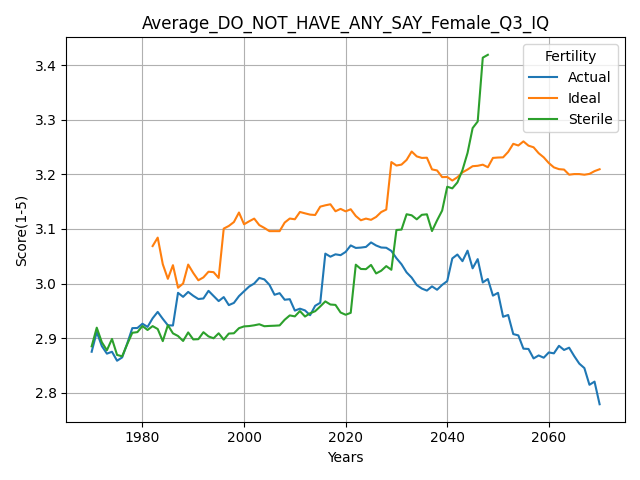 Average_DO_NOT_HAVE_ANY_SAY_Female_Q3_IQ
Fertility
Actual
Ideal
Sterile
Score(1-5)
3.4
3.3
3.2
3.1
3.0
2.9
2.8
1980 2000 2020 2040 2060
Years